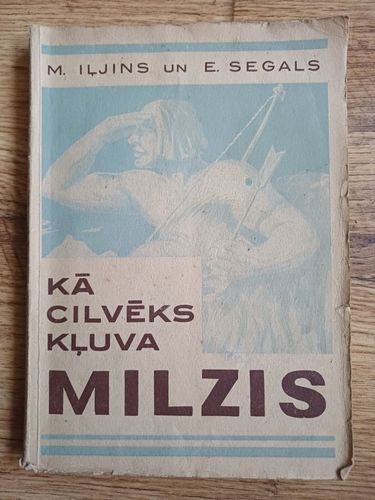 M. IĻJINS UN E. SEGALS
KĀ
CILVĒKS
KĻUVA
MILZIS